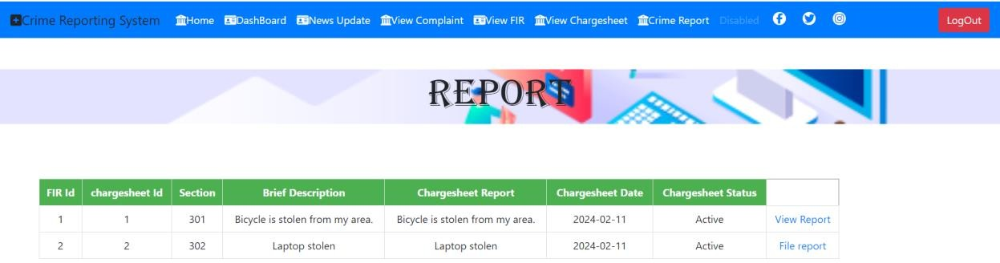 Crime Reporting System Home DashBoard News Update View Complaint View FIR View Chargesheet Crime Report Disabled LogOut
REPORT
FIR Id chargesheet Id Section Brief Description Chargesheet Report Chargesheet Date Chargesheet Status
1 1 301 Bicycle is stolen from my area. Bicycle is stolen from my area. 2024-02-11 Active View Report
2 2 302 Laptop stolen Laptop stolen 2024-02-11 Active File report